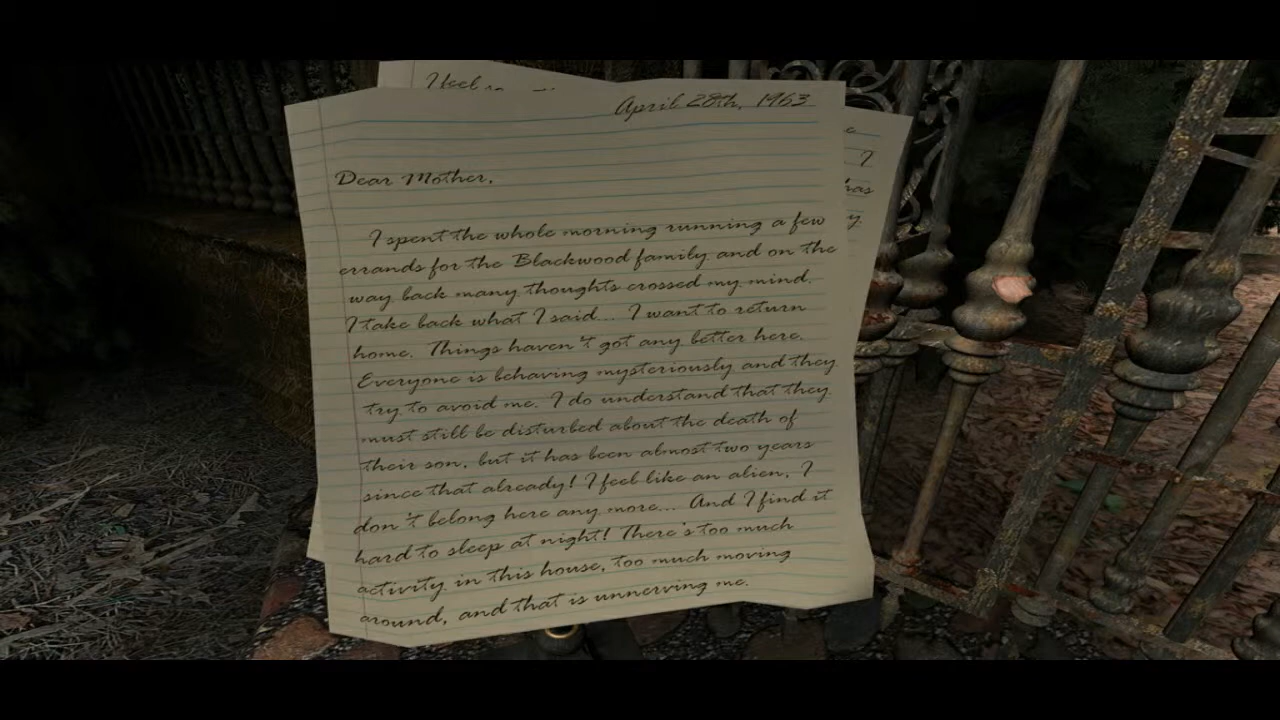 I feel
April 28th, 1963
Dear Mother,
I spent the whole morning running a few
errands for the Blackwood family and on the
way back many thoughts crossed my mind.
I take back what I said... I want to return
home. Things haven't got any better here.
Everyone is behaving mysteriously and they
try to avoid me. I do understand that they
must still be disturbed about the death of
their son, but it has been almost two years
since that already! I feel like an alien, I
don't belong here any more... And I find it
hard to sleep at night! There's too much
activity in this house, too much moving
around, and that is unnerving me.
I
has
y.